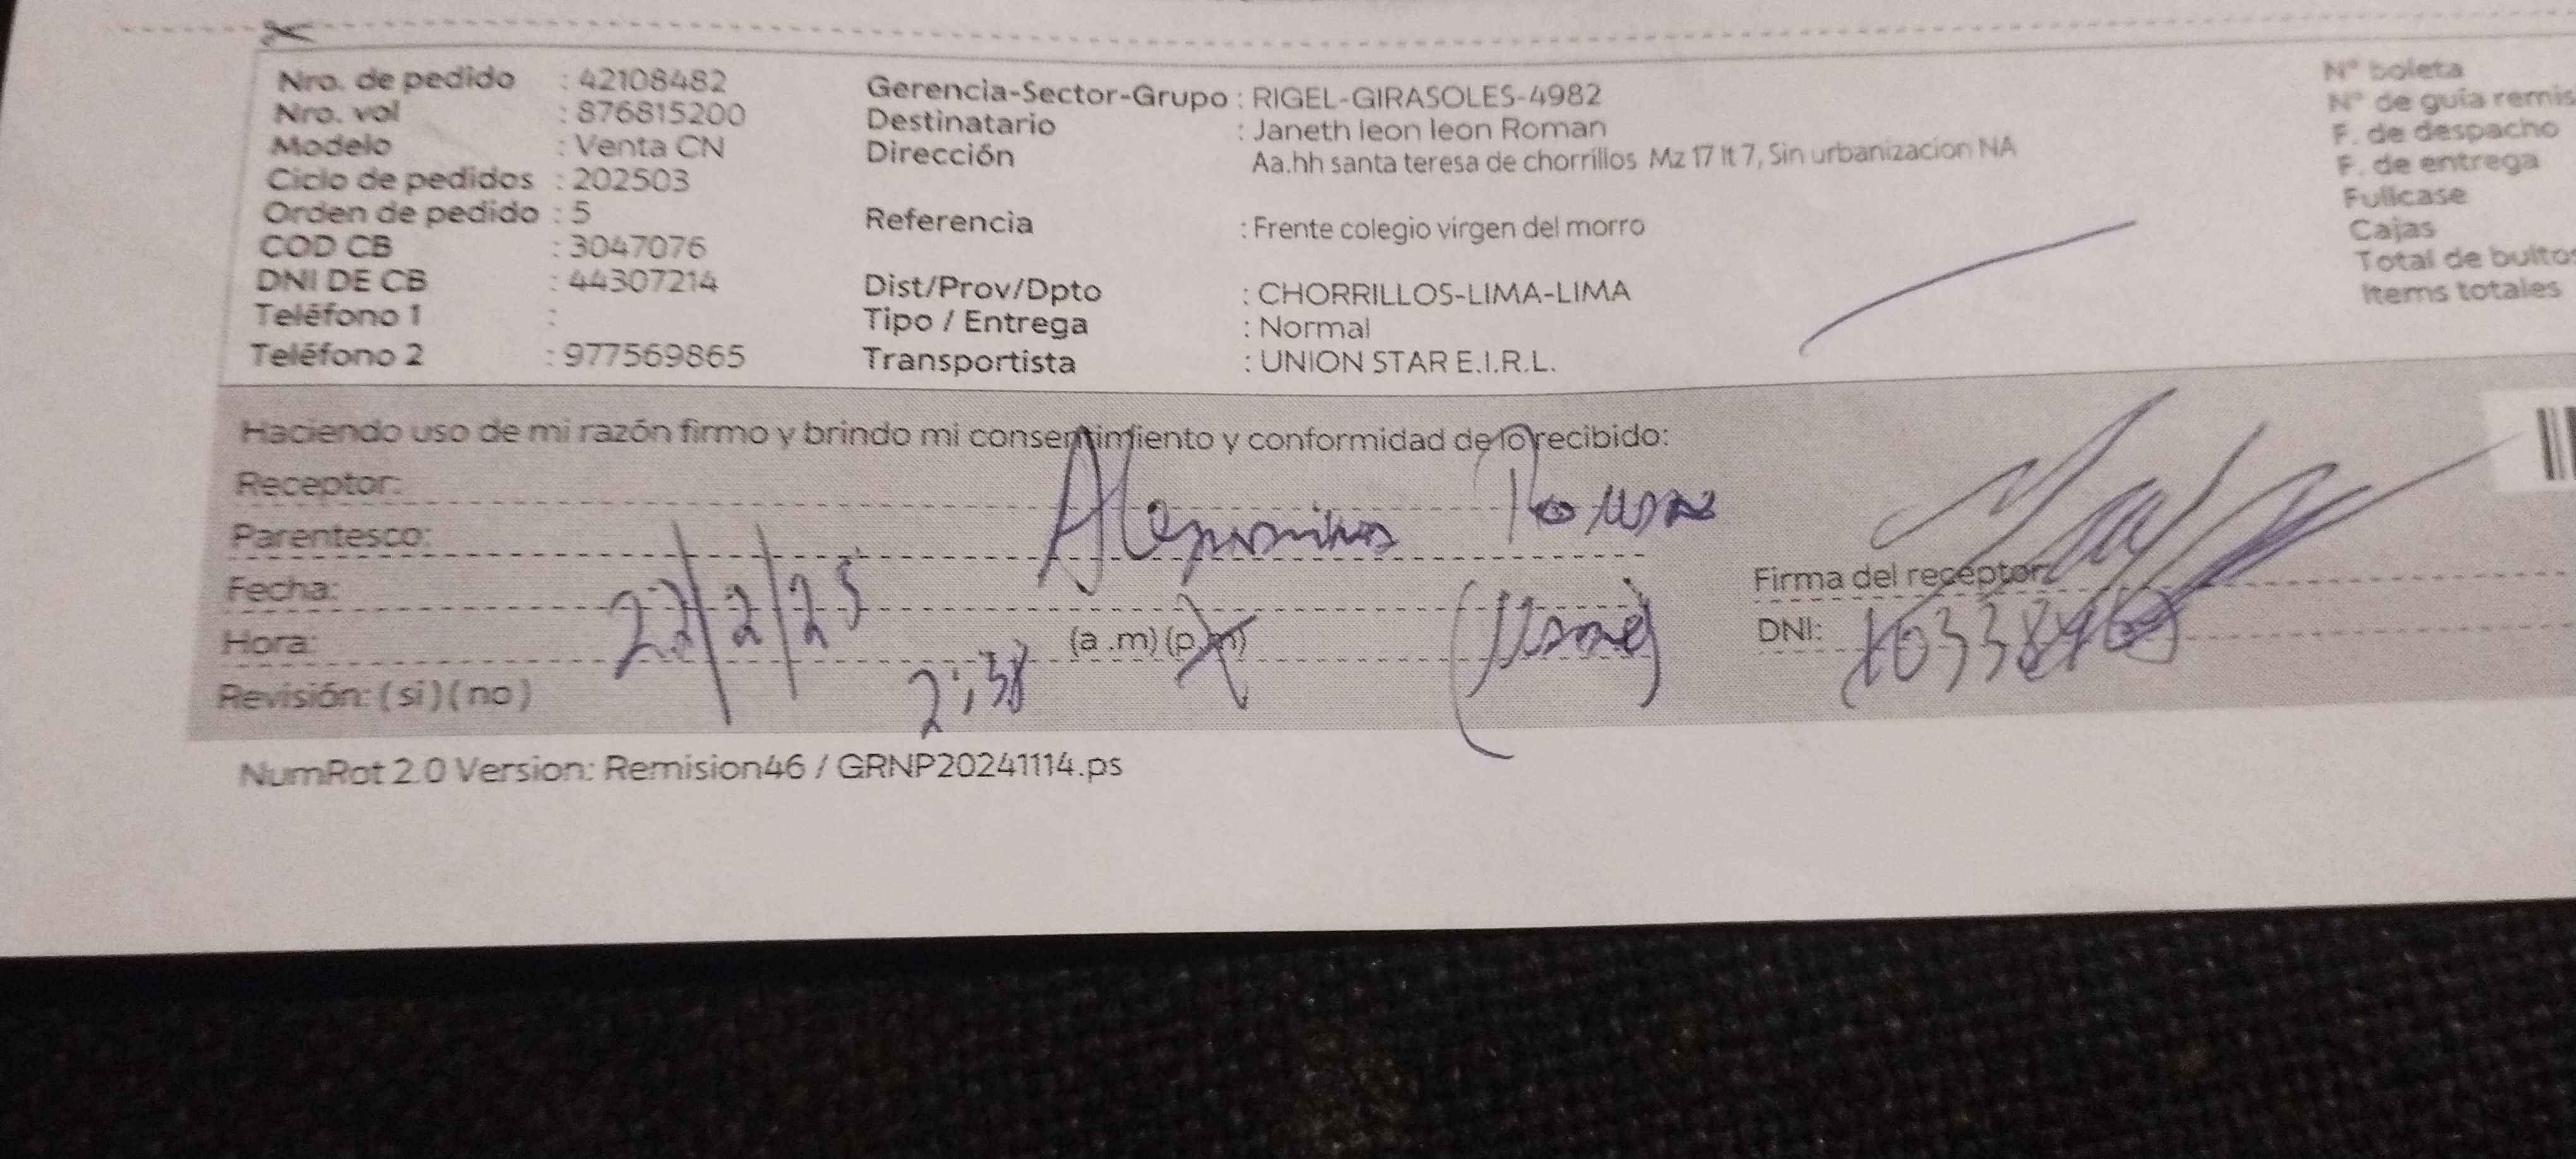 Nro. de pedido : 42108482
Nro. vol : 876815200
Modelo : Venta CN
Ciclo de pedidos : 202503
Orden de pedido : 5
COD CB : 3047076
DNI DE CB : 44307214
Teléfono 1 :
Teléfono 2 : 977569865
Gerencia-Sector-Grupo : RIGEL-GIRASOLES-4982
Destinatario : Janeth leon leon Roman
Dirección Aa.hh santa teresa de chorrillos Mz 17 lt 7, Sin urbanizacion NA
Referencia : Frente colegio virgen del morro
Dist/Prov/Dpto : CHORRILLOS-LIMA-LIMA
Tipo / Entrega : Normal
Transportista : UNION STAR E.I.R.L.
N° boleta
N° de guía remis
F. de despacho
F. de entrega
Fullcase
Cajas
Total de bultos
Items totales
Haciendo uso de mi razón firmo y brindo mi consentimiento y conformidad de lo recibido:
Receptor:
Parentesco:
Fecha: 22/2/25
Hora: 2:38 (a .m) (p.m)
Revisión: ( si ) ( no )
Firma del receptor:
DNI:
NumRot 2.0 Version: Remision46 / GRNP20241114.ps